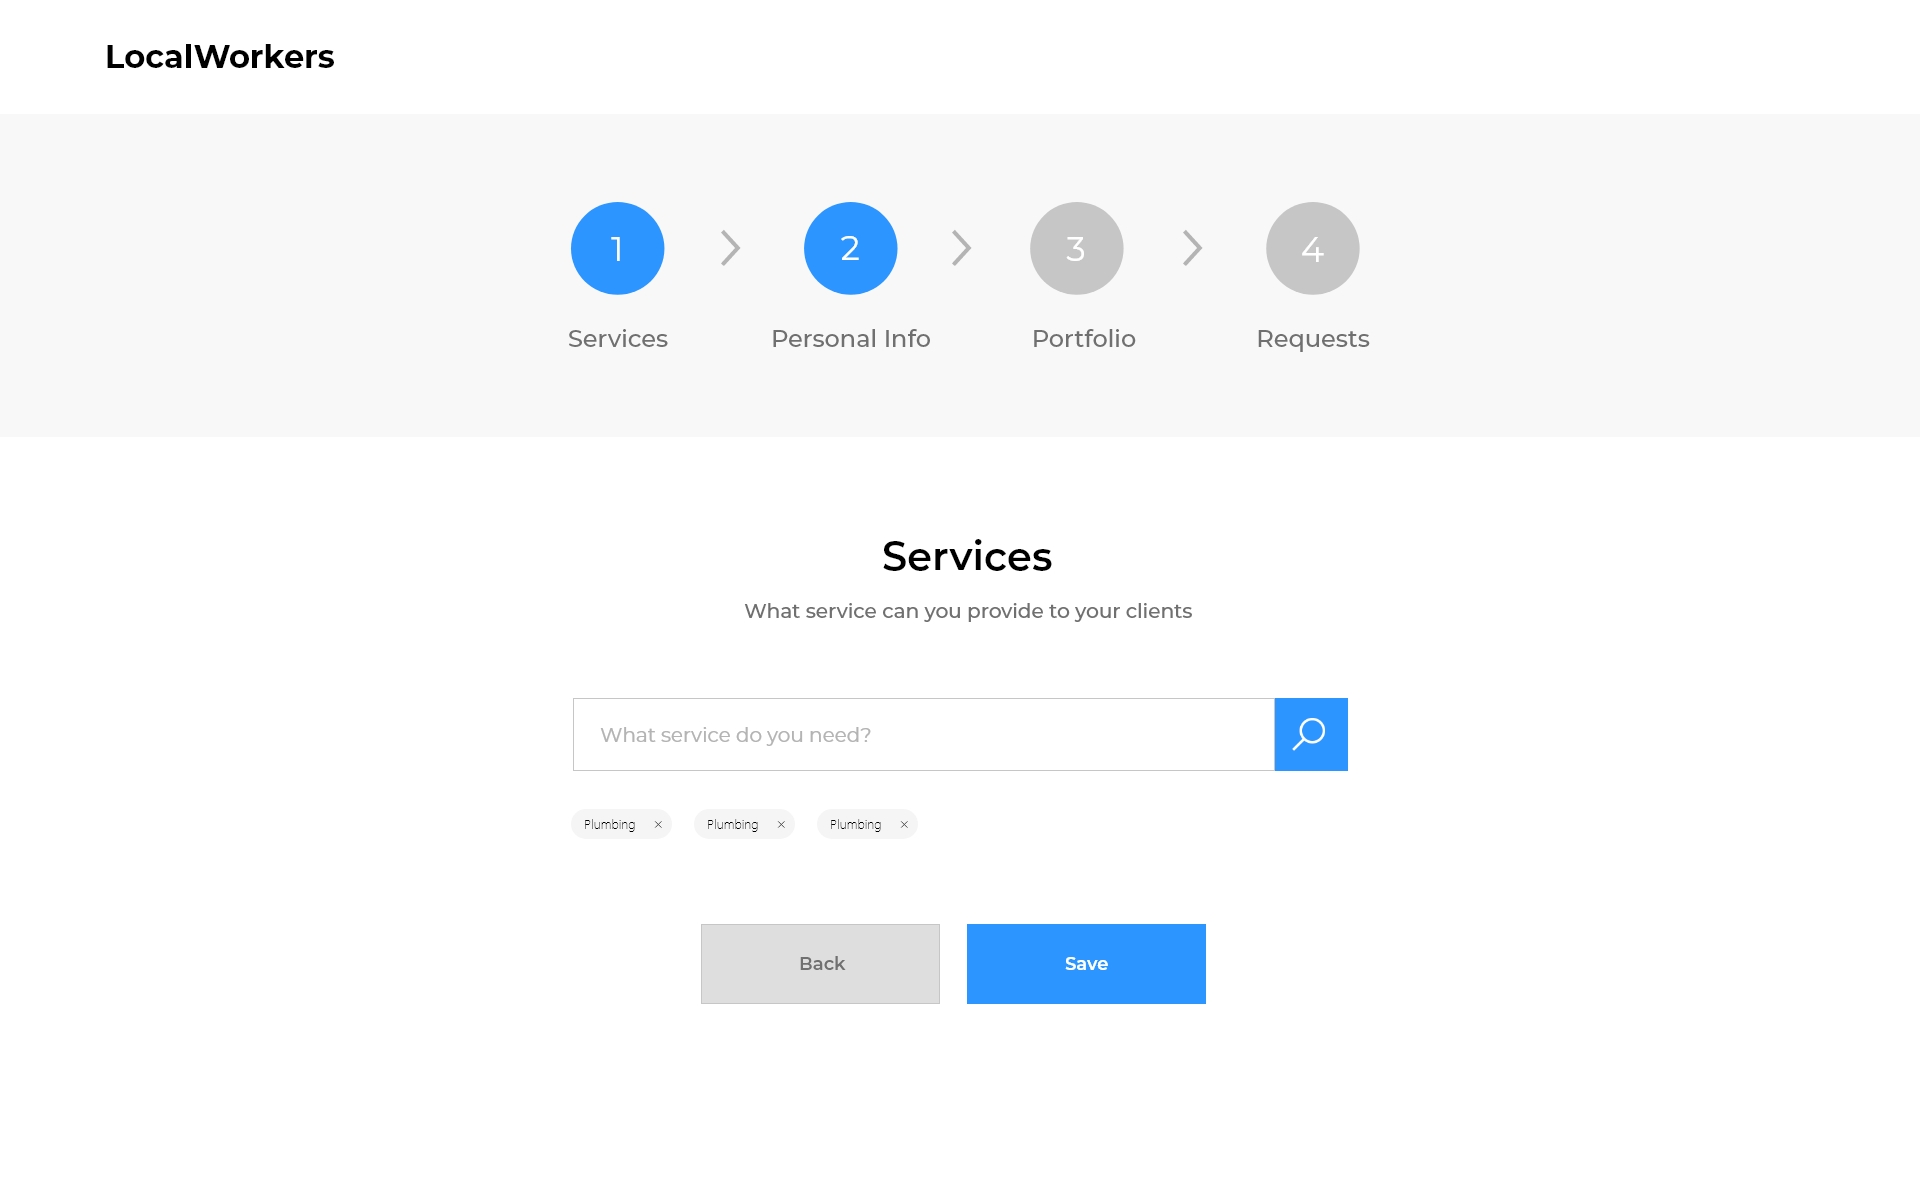 LocalWorkers
1 2 3 4
Services Personal Info Portfolio Requests
Services
What service can you provide to your clients
What service do you need?
Plumbing × Plumbing × Plumbing ×
Back Save